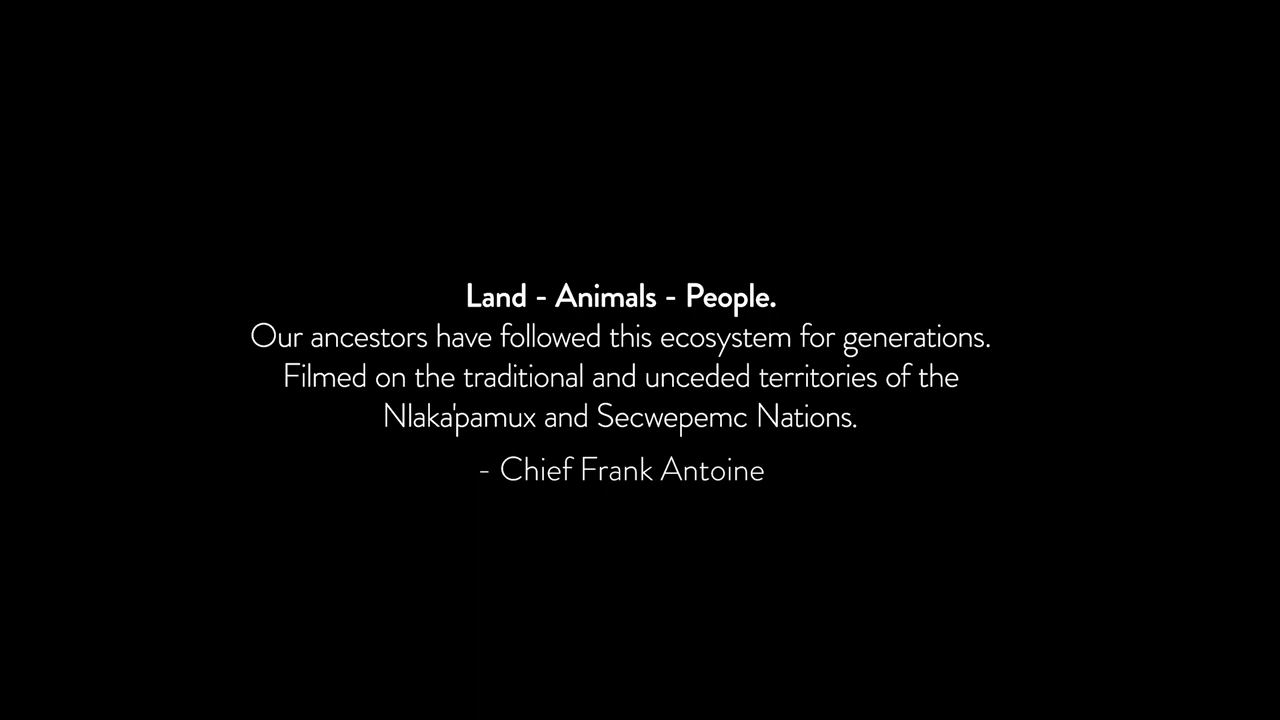 Land - Animals - People.
Our ancestors have followed this ecosystem for generations.
Filmed on the traditional and unceded territories of the
Nlaka'pamux and Secwepemc Nations.
- Chief Frank Antoine